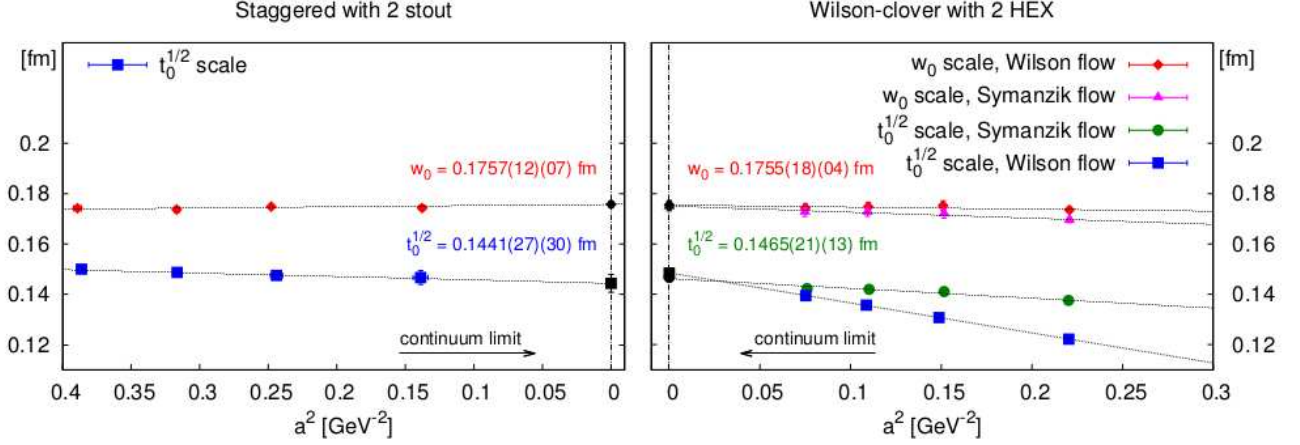 Staggered with 2 stout
[fm]
t₀^1/2 scale
w₀ = 0.1757(12)(07) fm
t₀^1/2 = 0.1441(27)(30) fm
continuum limit
0.2
0.18
0.16
0.14
0.12
0.4 0.35 0.3 0.25 0.2 0.15 0.1 0.05 0
a² [GeV⁻²]
Wilson-clover with 2 HEX
[fm]
w₀ scale, Wilson flow
w₀ scale, Symanzik flow
t₀^1/2 scale, Symanzik flow
t₀^1/2 scale, Wilson flow
w₀ = 0.1755(18)(04) fm
t₀^1/2 = 0.1465(21)(13) fm
continuum limit
0.2
0.18
0.16
0.14
0.12
0 0.05 0.1 0.15 0.2 0.25 0.3
a² [GeV⁻²]